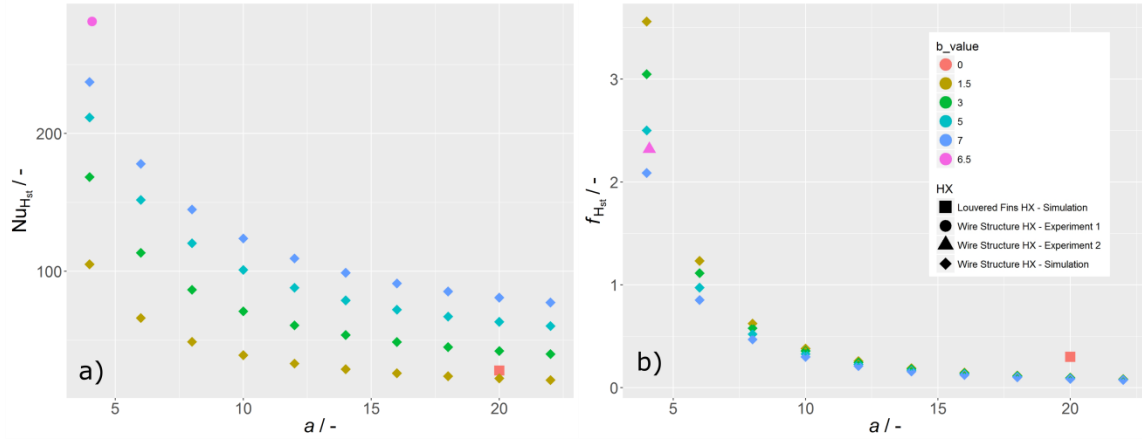 200
100
5
10
15
20
Nu_Hst / -
a / -
a)
3
2
1
0
5
10
15
20
f_Hst / -
a / -
b)
b_value
0
1.5
3
5
7
6.5
HX
Louvered Fins HX - Simulation
Wire Structure HX - Experiment 1
Wire Structure HX - Experiment 2
Wire Structure HX - Simulation